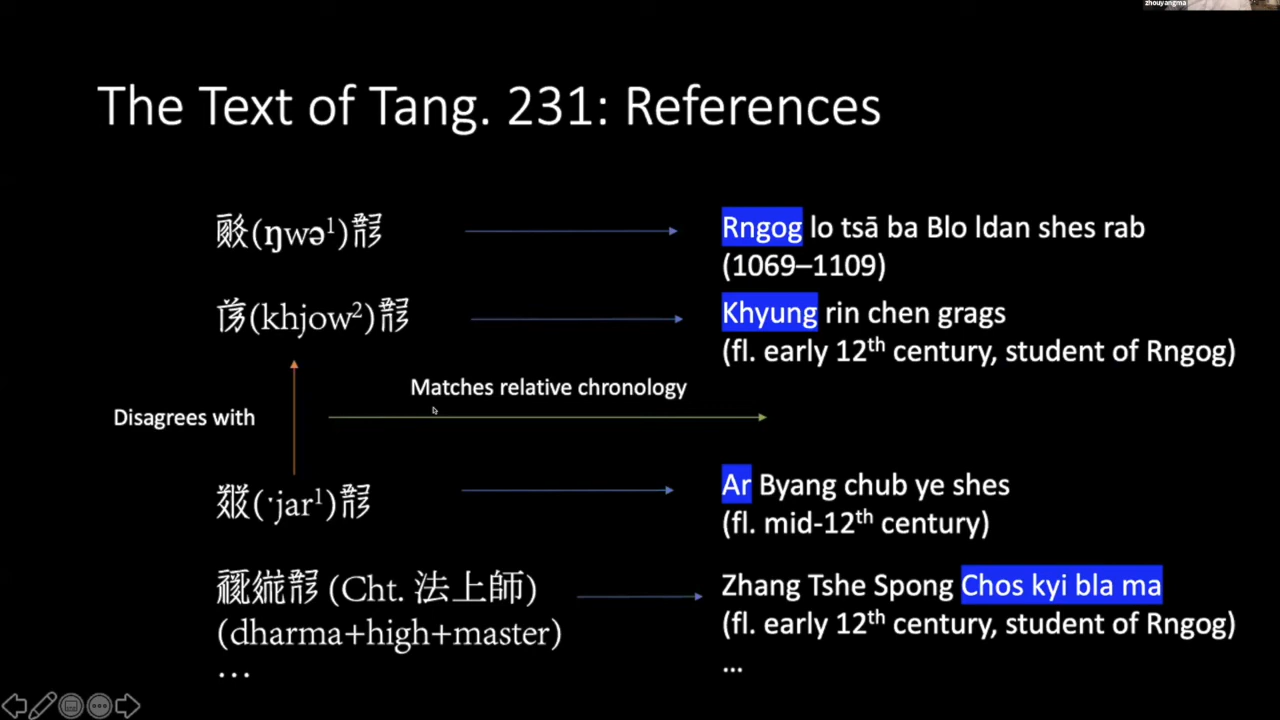 zhouyangma
The Text of Tang. 231: References
(ŋwə¹)
Rngog lo tsā ba Blo ldan shes rab
(1069–1109)
(khjow²)
Khyung rin chen grags
(fl. early 12th century, student of Rngog)
Matches relative chronology
Disagrees with
(·jar¹)
Ar Byang chub ye shes
(fl. mid-12th century)
(Cht. 法上師)
(dharma+high+master)
…
Zhang Tshe Spong Chos kyi bla ma
(fl. early 12th century, student of Rngog)
...